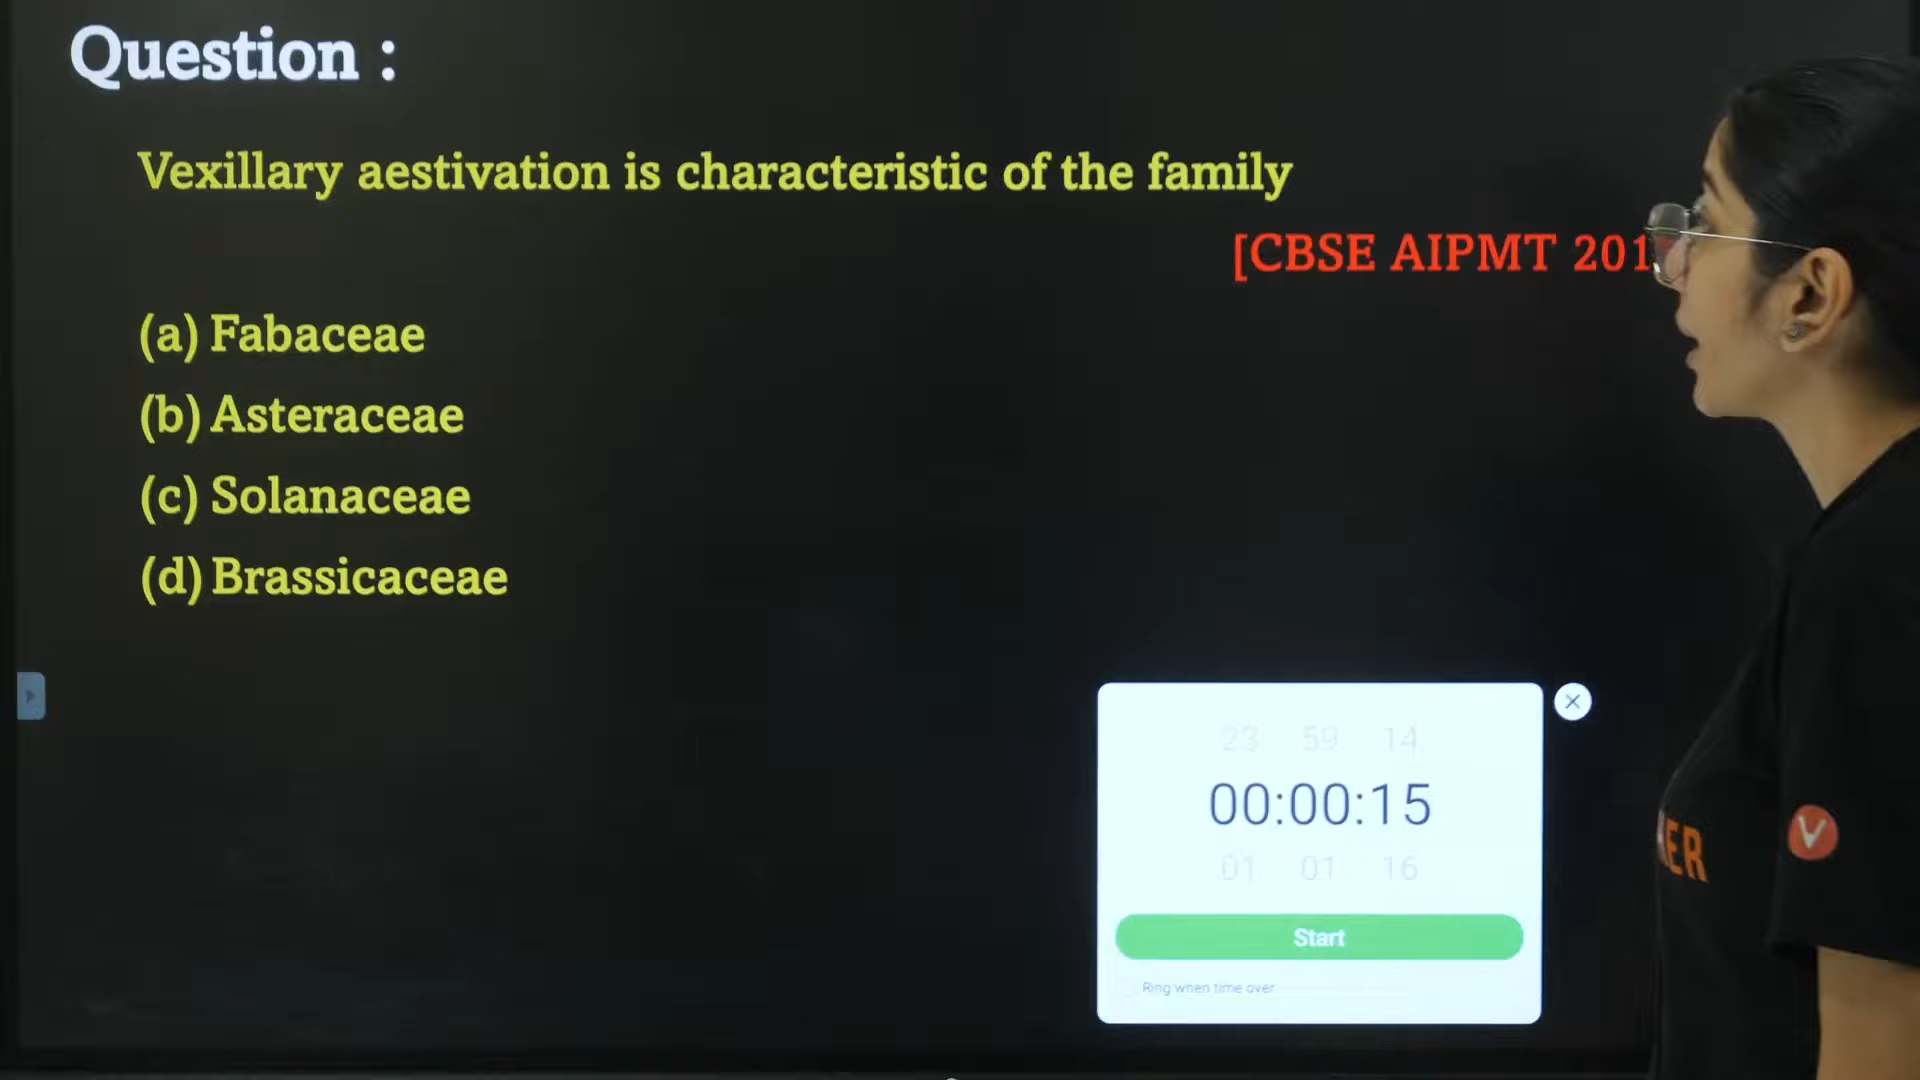 Question :
Vexillary aestivation is characteristic of the family
[CBSE AIPMT 201
(a) Fabaceae
(b) Asteraceae
(c) Solanaceae
(d) Brassicaceae
23 59 14
00:00:15
01 01 16
Start
Ring when time over
ER
V